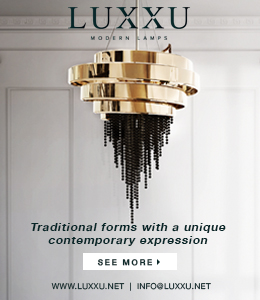 LUXXU
MODERN LAMPS
Traditional forms with a unique
contemporary expression
SEE MORE
WWW.LUXXU.NET | INFO@LUXXU.NET